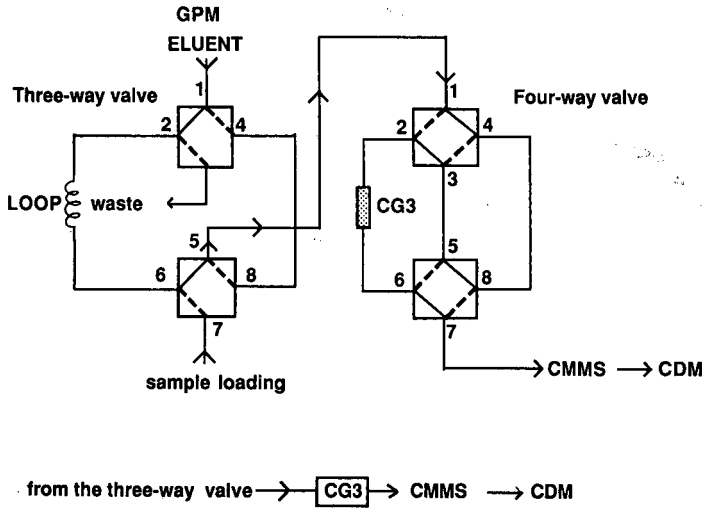 GPM
ELUENT
Three-way valve
1
2
4
LOOP
waste
5
6
8
7
sample loading
Four-way valve
1
2
4
3
CG3
5
6
8
7
CMMS
CDM
from the three-way valve
CG3
CMMS
CDM